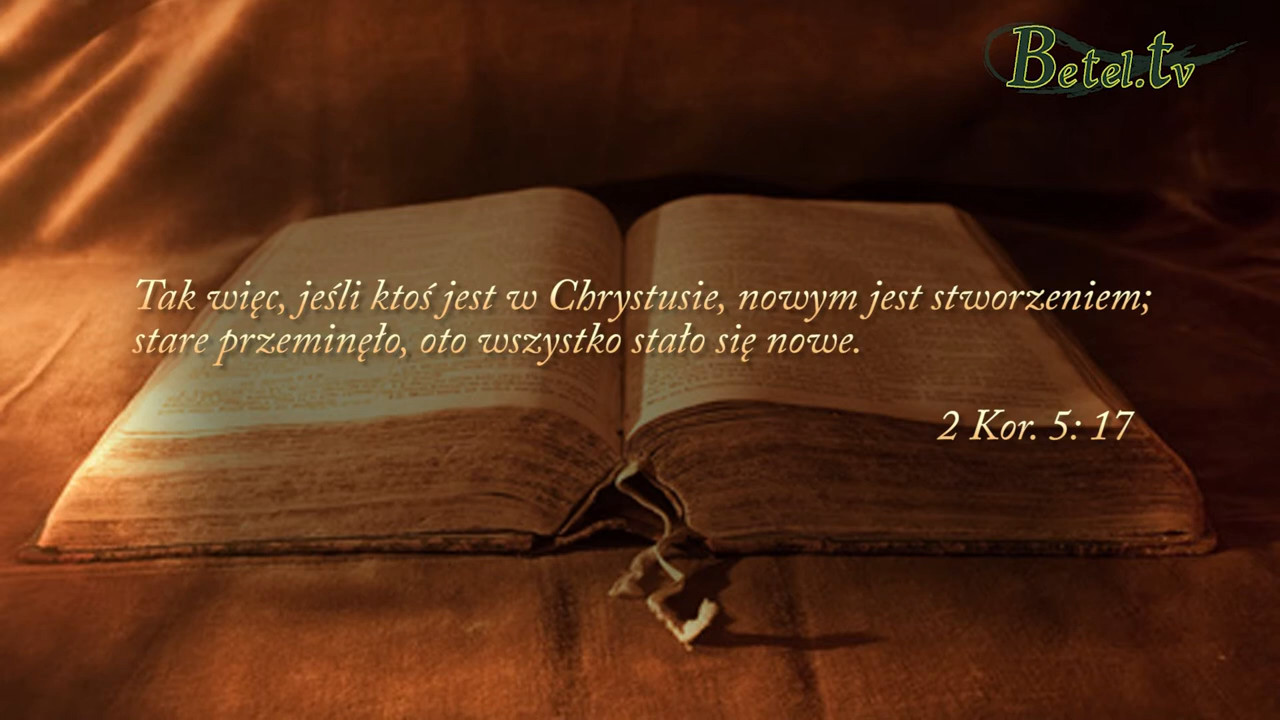 Betel.tv
Tak więc, jeśli ktoś jest w Chrystusie, nowym jest stworzeniem;
stare przeminęło, oto wszystko stało się nowe.
2 Kor. 5: 17